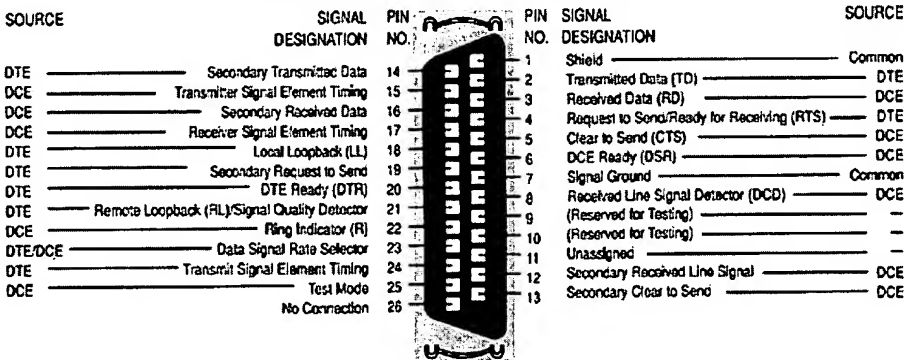 SOURCE SIGNAL DESIGNATION PIN NO.
DTE Secondary Transmitted Data 14
DCE Transmitter Signal Element Timing 15
DCE Secondary Received Data 16
DCE Receiver Signal Element Timing 17
DTE Local Loopback (LL) 18
DTE Secondary Request to Send 19
DTE DTE Ready (DTR) 20
DTE Remote Loopback (RL)/Signal Quality Detector 21
DCE Ring Indicator (R) 22
DTE/DCE Data Signal Rate Selector 23
DTE Transmit Signal Element Timing 24
DCE Test Mode 25
No Connection 26
PIN NO. SIGNAL DESIGNATION SOURCE
1 Shield Common
2 Transmitted Data (TD) DTE
3 Received Data (RD) DCE
4 Request to Send/Ready for Receiving (RTS) DTE
5 Clear to Send (CTS) DCE
6 DCE Ready (DSR) DCE
7 Signal Ground Common
8 Received Line Signal Detector (DCD) DCE
9 (Reserved for Testing) –
10 (Reserved for Testing) –
11 Unassigned –
12 Secondary Received Line Signal DCE
13 Secondary Clear to Send DCE